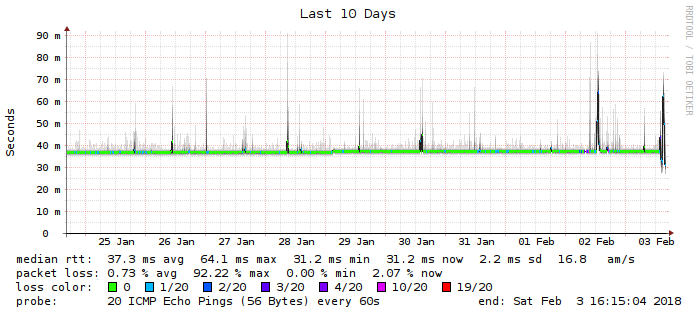 Last 10 Days
RRDTOOL / TOBI OETIKER
Seconds
90 m
80 m
70 m
60 m
50 m
40 m
30 m
20 m
10 m
0
25 Jan 26 Jan 27 Jan 28 Jan 29 Jan 30 Jan 31 Jan 01 Feb 02 Feb 03 Feb
median rtt: 37.3 ms avg 64.1 ms max 31.2 ms min 31.2 ms now 2.2 ms sd 16.8 am/s
packet loss: 0.73 % avg 92.22 % max 0.00 % min 2.07 % now
loss color: 0 1/20 2/20 3/20 4/20 10/20 19/20
probe: 20 ICMP Echo Pings (56 Bytes) every 60s end: Sat Feb 3 16:15:04 2018